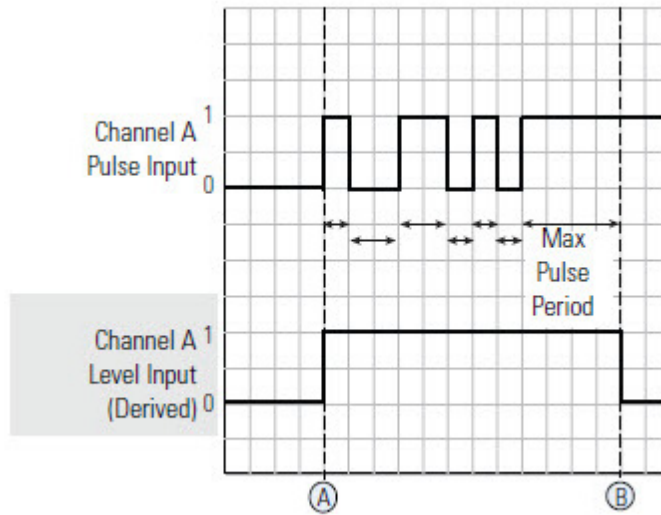 Channel A 1
Pulse Input
0
Max
Pulse
Period
Channel A 1
Level Input
(Derived) 0
A
B